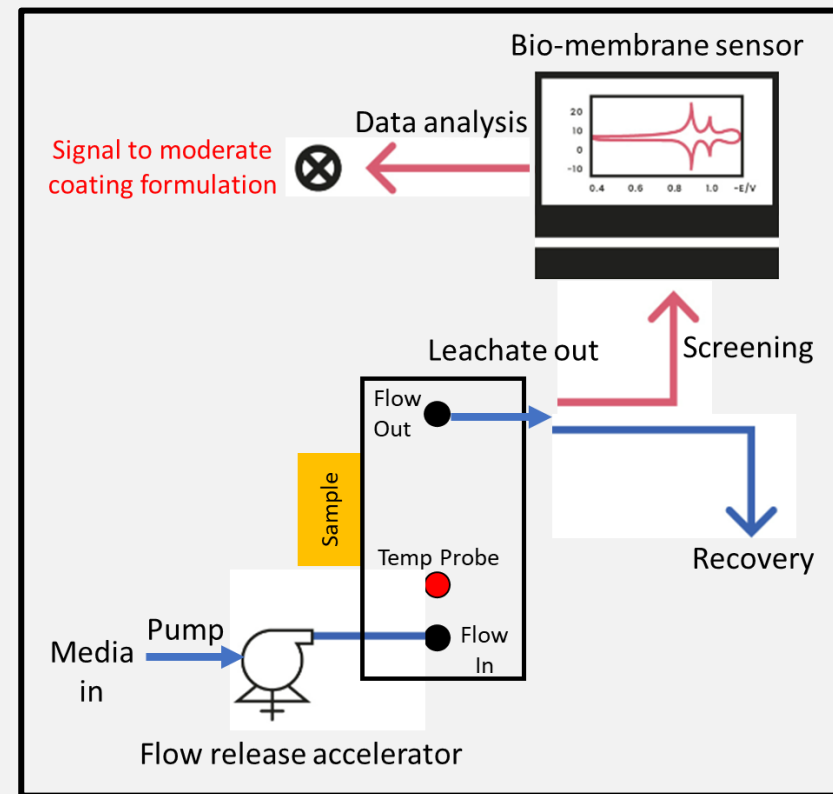 Bio-membrane sensor
20
10
0
-10
0.4 0.6 0.8 1.0 -E/V
Data analysis
Signal to moderate
coating formulation
Leachate out
Screening
Flow
Out
Sample
Temp Probe
Recovery
Pump
Media
in
Flow
In
Flow release accelerator